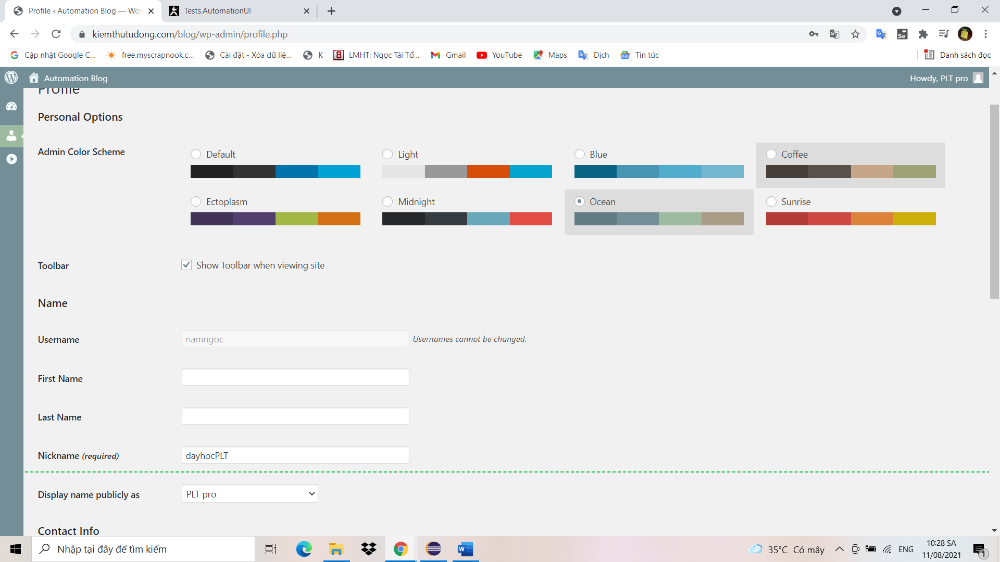 Profile ‹ Automation Blog — Wor
Tests.AutomationUI
kiemthutudong.com/blog/wp-admin/profile.php
Cập nhật Google C...
free.myscrapnook.c...
Cài đặt - Xóa dữ liệ...
K
LMHT: Ngọc Tái Tổ...
Gmail
YouTube
Maps
Dịch
Tin tức
Danh sách đọc
Automation Blog
Howdy, PLT pro
Profile
Personal Options
Admin Color Scheme
Default
Light
Blue
Coffee
Ectoplasm
Midnight
Ocean
Sunrise
Toolbar
Show Toolbar when viewing site
Name
Username
namngoc
Usernames cannot be changed.
First Name
Last Name
Nickname (required)
dayhocPLT
Display name publicly as
PLT pro
Contact Info
Nhập tại đây để tìm kiếm
35°C Có mây
ENG
10:28 SA
11/08/2021
1